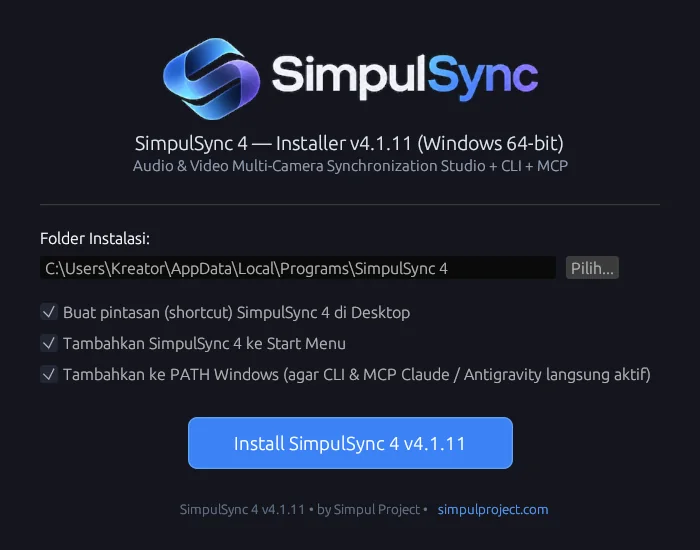 SimpulSync
SimpulSync 4 — Installer v4.1.11 (Windows 64-bit)
Audio & Video Multi-Camera Synchronization Studio + CLI + MCP
Folder Instalasi:
C:\Users\Kreator\AppData\Local\Programs\SimpulSync 4
Pilih...
Buat pintasan (shortcut) SimpulSync 4 di Desktop
Tambahkan SimpulSync 4 ke Start Menu
Tambahkan ke PATH Windows (agar CLI & MCP Claude / Antigravity langsung aktif)
Install SimpulSync 4 v4.1.11
SimpulSync 4 v4.1.11 • by Simpul Project • simpulproject.com